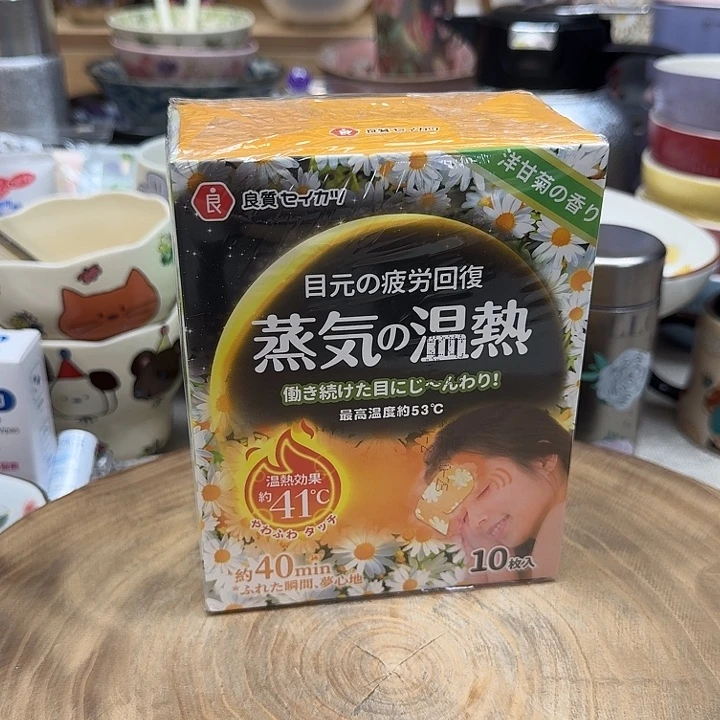 良質セイカツ
良
良質セイカツ
洋甘菊の香り
目元の疲労回復
蒸気の温熱
働き続けた目にじ〜んわり!
最高温度約53℃
温熱効果
約41℃
やわふわ タッチ
約40min
*ふれた瞬間、夢心地
10枚入